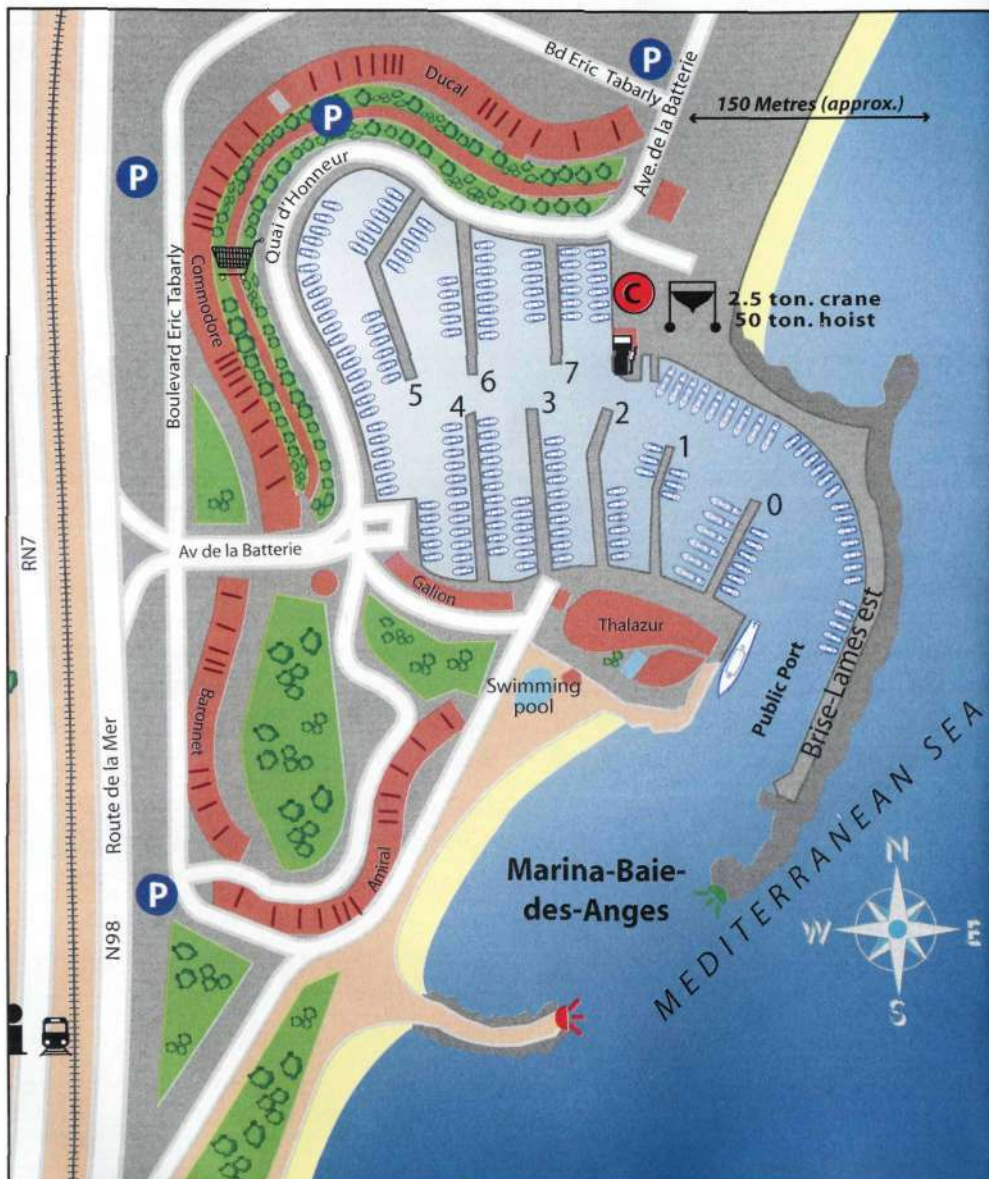 Bd Eric Tabarly
P
Ave. de la Batterie
Ducal
P
150 Metres (approx.)
P
Quai d'Honneur
Commodore
Boulevard Eric Tabarly
C
2.5 ton. crane
50 ton. hoist
5
6
7
4
3
2
1
0
RN7
Av de la Batterie
Galion
Thalazur
Swimming
pool
Public Port
Brise-Lames est
Baronnet
Route de la Mer
N98
Amiral
P
Marina-Baie-
des-Anges
MEDITERRANEAN SEA
N
W
E
S
i